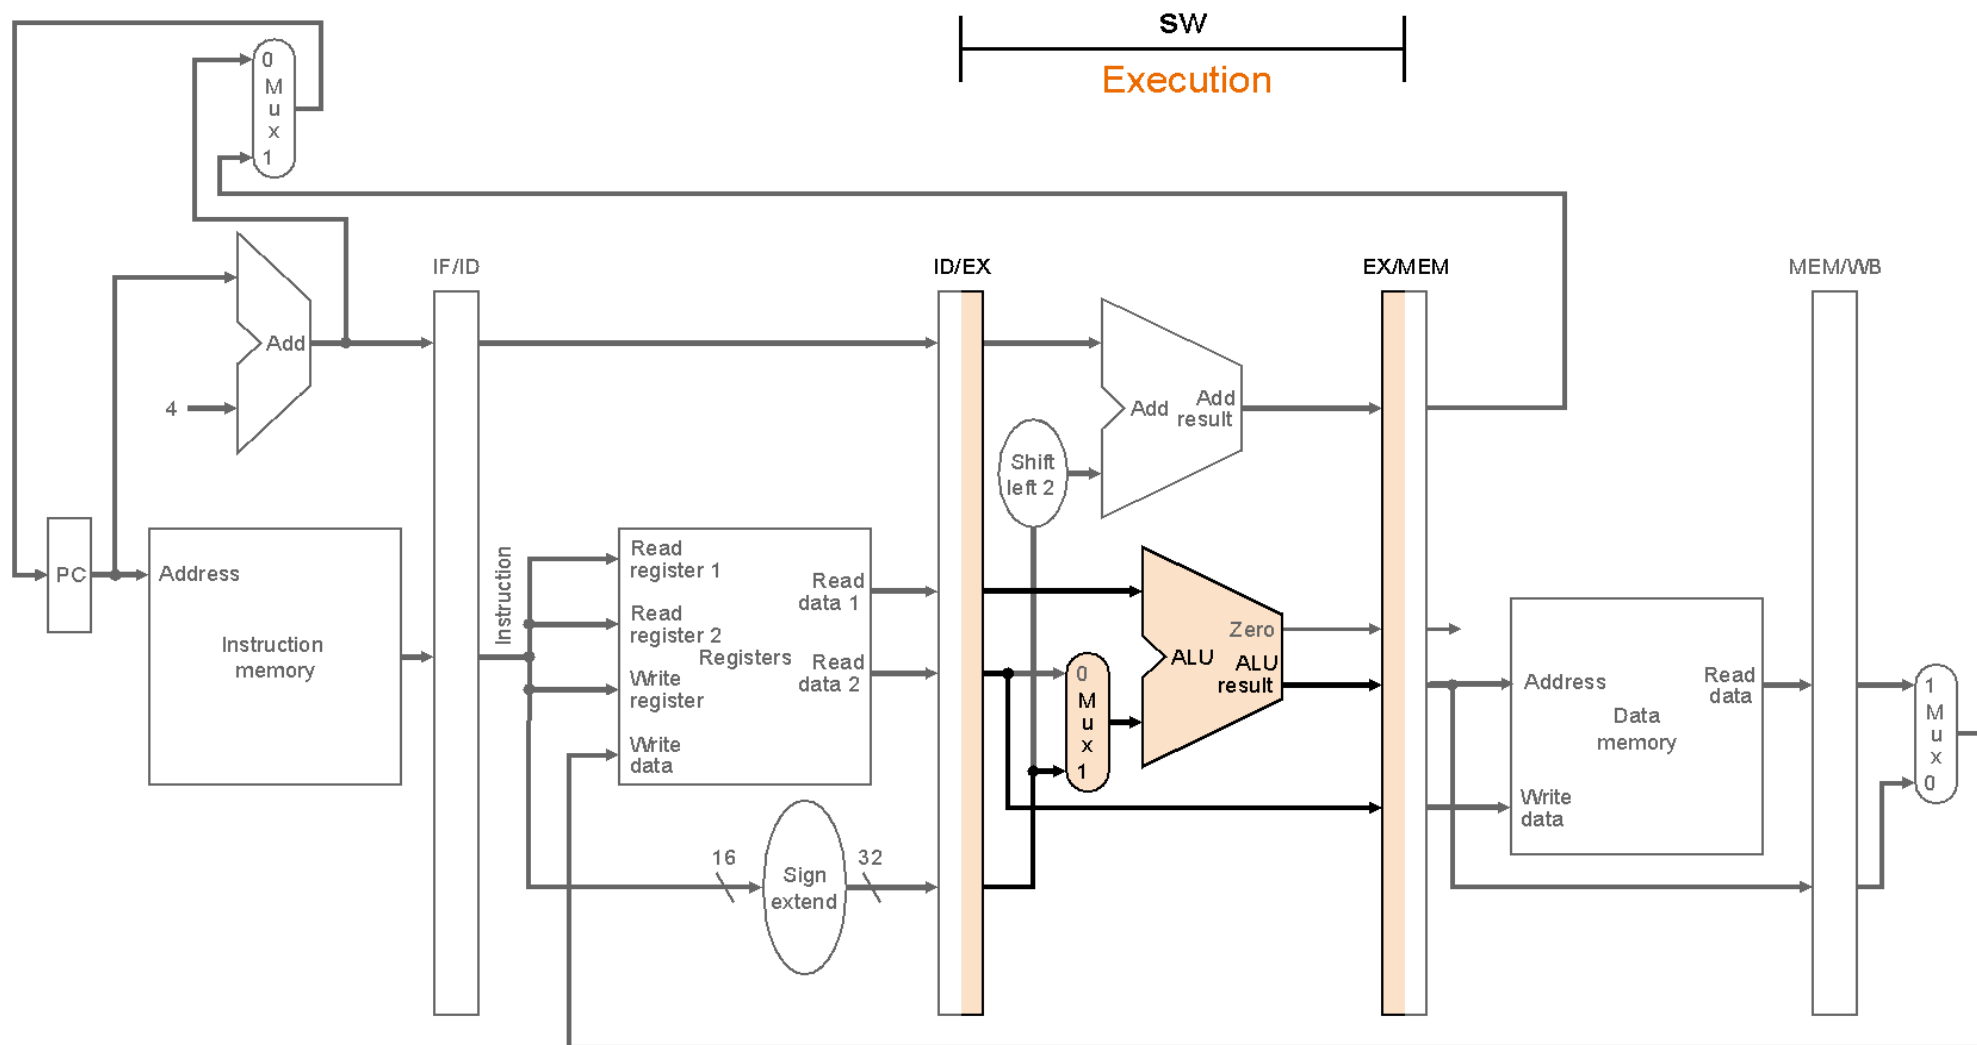 sw
Execution
0
M
u
x
1
IF/ID
ID/EX
EX/MEM
MEM/WB
Add
4
Add
Add
result
Shift
left 2
PC
Address
Instruction
memory
Instruction
Read
register 1
Read
register 2
Write
register
Write
data
Registers
Read
data 1
Read
data 2
16
Sign
extend
32
0
M
u
x
1
Zero
ALU
ALU
result
Address
Read
data
Data
memory
Write
data
1
M
u
x
0